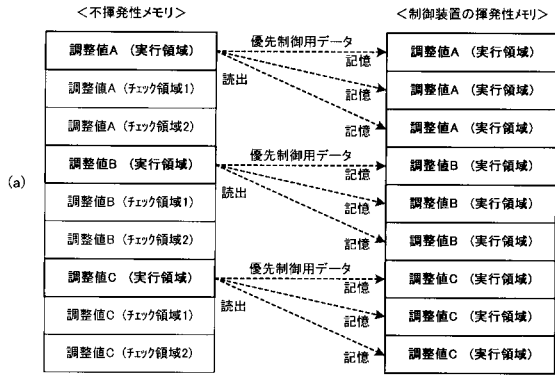 ＜不揮発性メモリ＞
＜制御装置の揮発性メモリ＞
(a)
調整値A （実行領域）
調整値A （チェック領域1）
調整値A （チェック領域2）
調整値B （実行領域）
調整値B （チェック領域1）
調整値B （チェック領域2）
調整値C （実行領域）
調整値C （チェック領域1）
調整値C （チェック領域2）
優先制御用データ
読出
記憶
記憶
記憶
優先制御用データ
読出
記憶
記憶
記憶
優先制御用データ
読出
記憶
記憶
記憶
調整値A （実行領域）
調整値A （実行領域）
調整値A （実行領域）
調整値B （実行領域）
調整値B （実行領域）
調整値B （実行領域）
調整値C （実行領域）
調整値C （実行領域）
調整値C （実行領域）